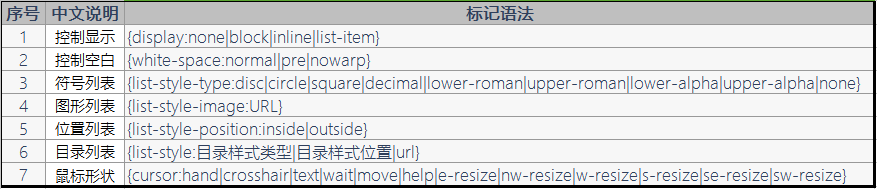 序号 中文说明 标记语法
1 控制显示 {display:none|block|inline|list-item}
2 控制空白 {white-space:normal|pre|nowarp}
3 符号列表 {list-style-type:disc|circle|square|decimal|lower-roman|upper-roman|lower-alpha|upper-alpha|none}
4 图形列表 {list-style-image:URL}
5 位置列表 {list-style-position:inside|outside}
6 目录列表 {list-style:目录样式类型|目录样式位置|url}
7 鼠标形状 {cursor:hand|crosshair|text|wait|move|help|e-resize|nw-resize|w-resize|s-resize|se-resize|sw-resize}